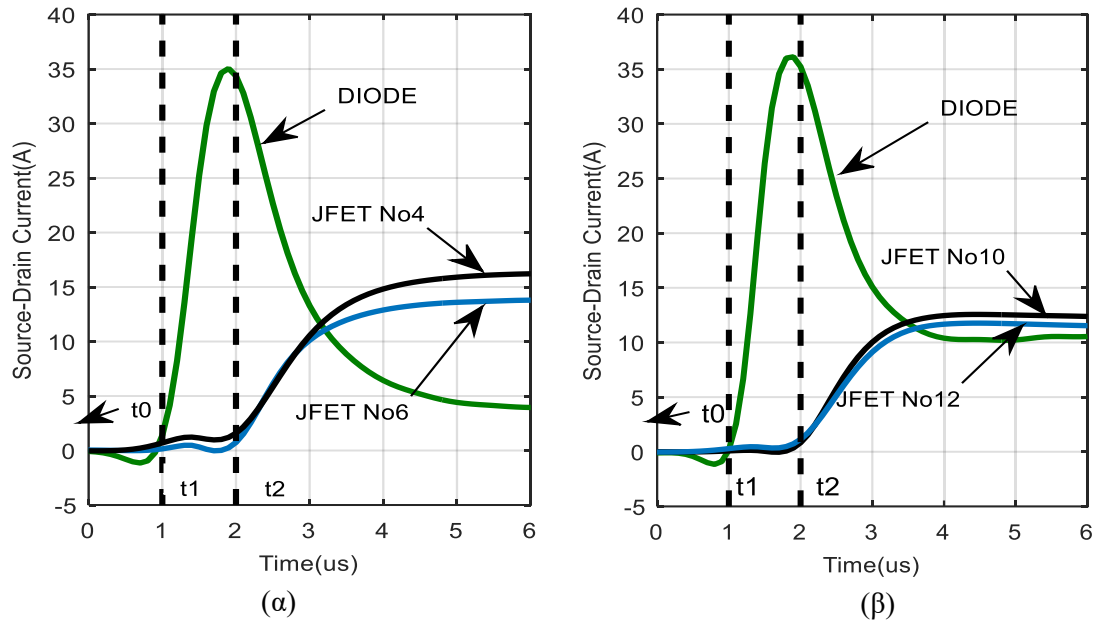 40
35
30
25
20
15
10
5
0
-5
Source-Drain Current(A)
DIODE
JFET No4
JFET No6
t0
t1
t2
0 1 2 3 4 5 6
Time(us)
(α)
40
35
30
25
20
15
10
5
0
-5
Source-Drain Current(A)
DIODE
JFET No10
JFET No12
t0
t1
t2
0 1 2 3 4 5 6
Time(us)
(β)